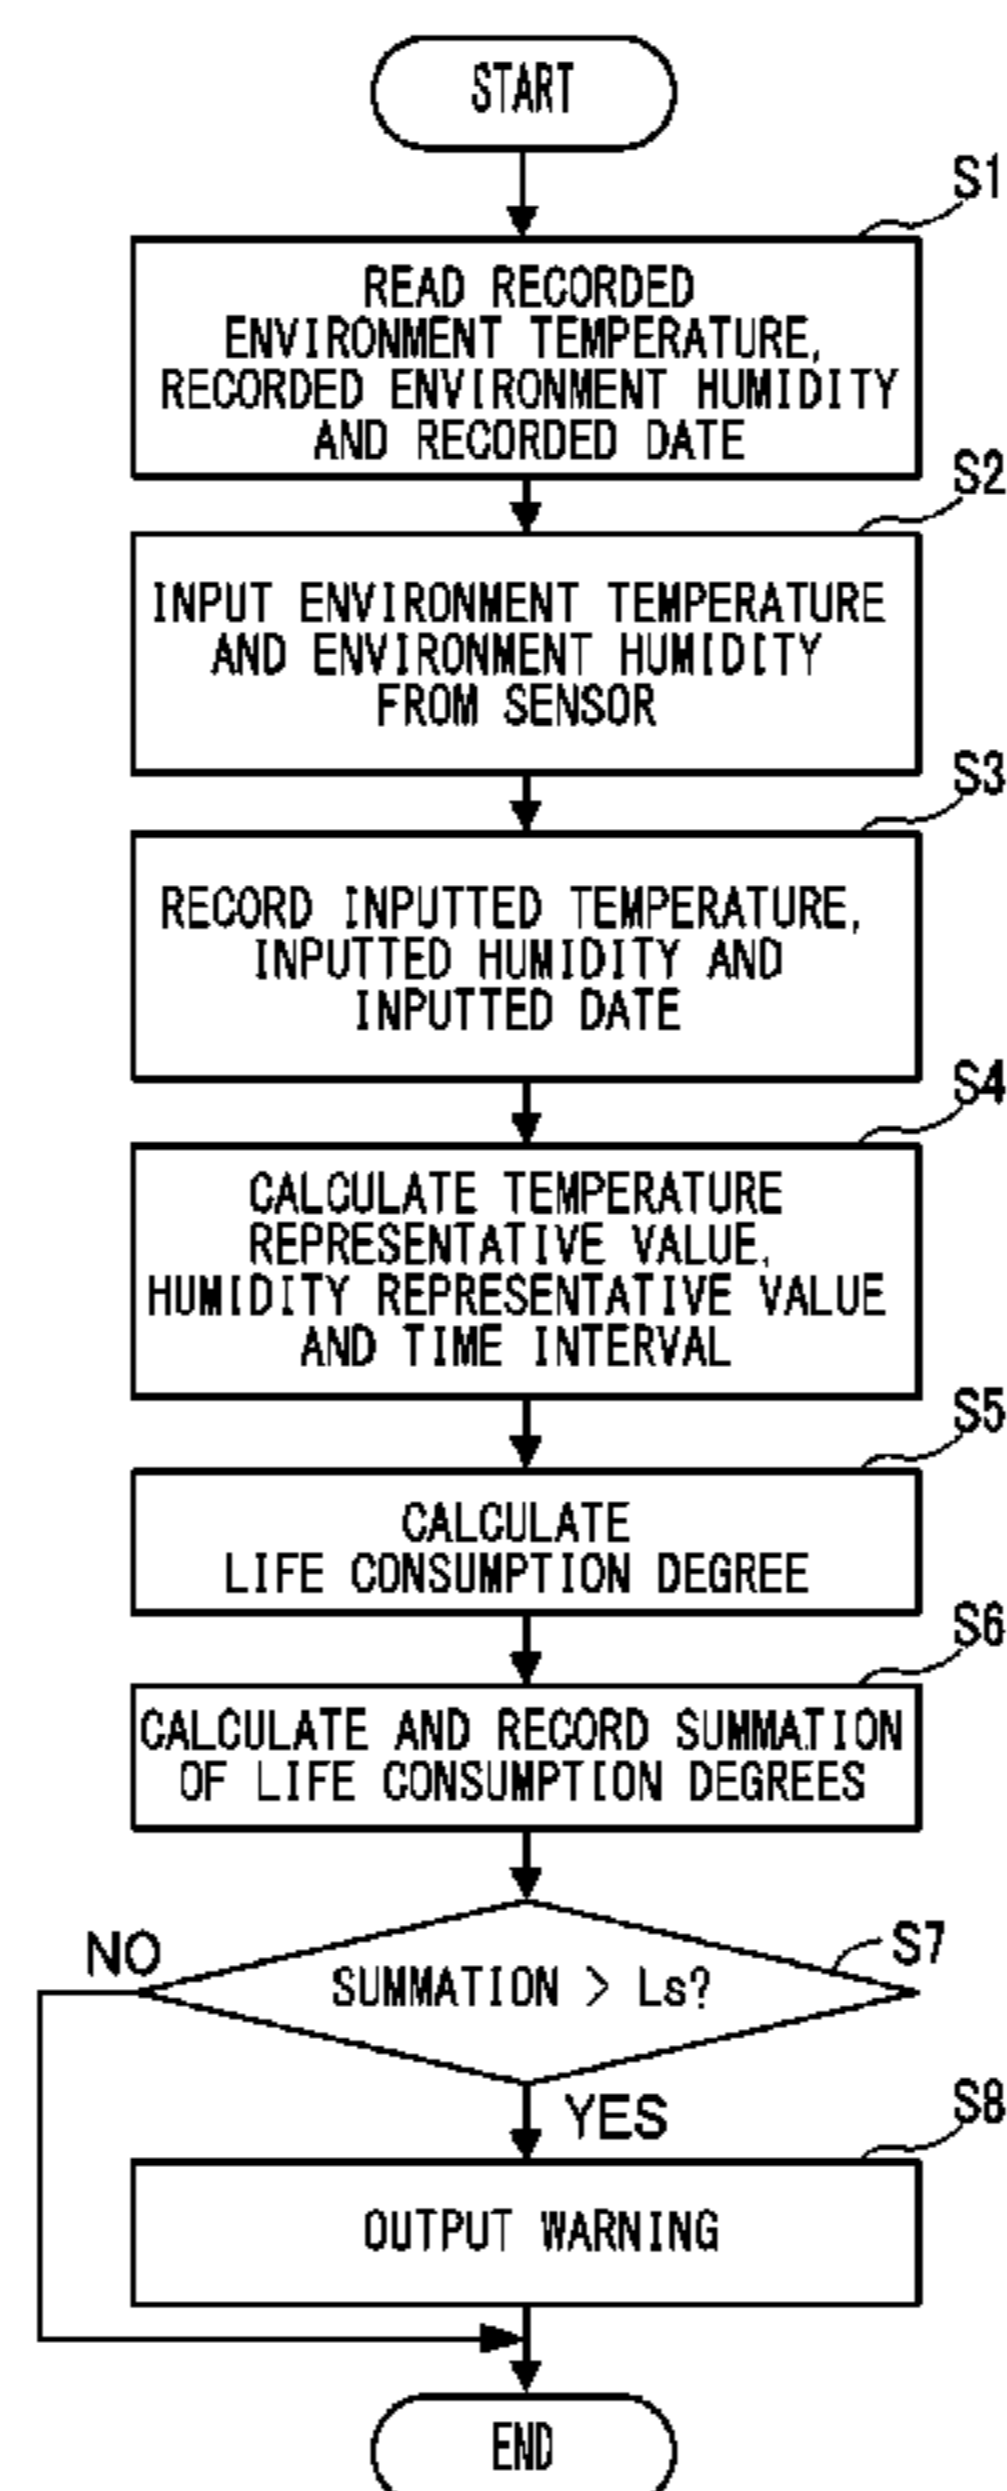 START
S1
READ RECORDED
ENVIRONMENT TEMPERATURE,
RECORDED ENVIRONMENT HUMIDITY
AND RECORDED DATE
S2
INPUT ENVIRONMENT TEMPERATURE
AND ENVIRONMENT HUMIDITY
FROM SENSOR
S3
RECORD INPUTTED TEMPERATURE,
INPUTTED HUMIDITY AND
INPUTTED DATE
S4
CALCULATE TEMPERATURE
REPRESENTATIVE VALUE,
HUMIDITY REPRESENTATIVE VALUE
AND TIME INTERVAL
S5
CALCULATE
LIFE CONSUMPTION DEGREE
S6
CALCULATE AND RECORD SUMMATION
OF LIFE CONSUMPTION DEGREES
S7
NO
SUMMATION > Ls?
YES
S8
OUTPUT WARNING
END